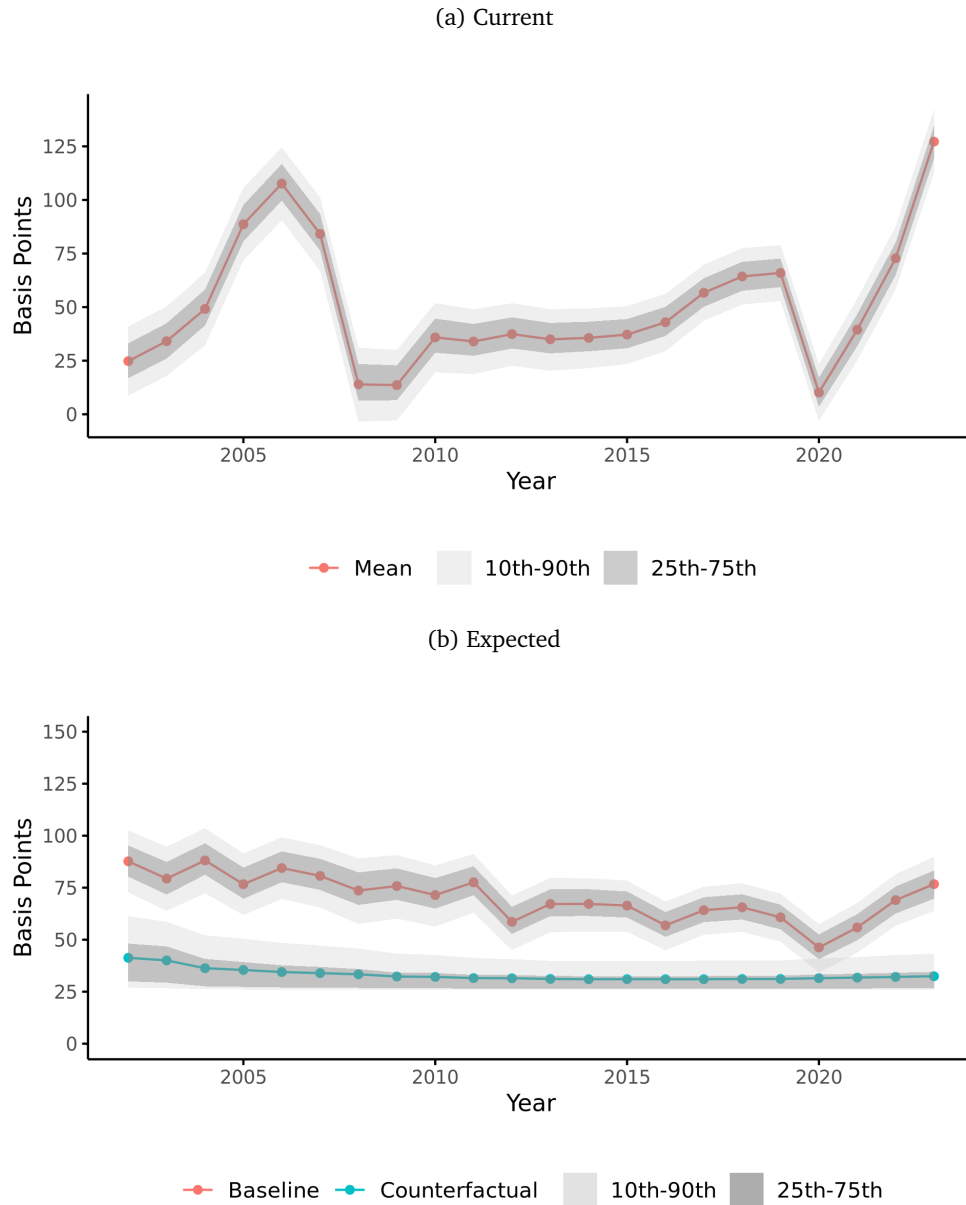 (a) Current
125
100
75
50
25
0
Basis Points
2005 2010 2015 2020
Year
Mean 10th-90th 25th-75th
(b) Expected
150
125
100
75
50
25
0
Basis Points
2005 2010 2015 2020
Year
Baseline Counterfactual 10th-90th 25th-75th